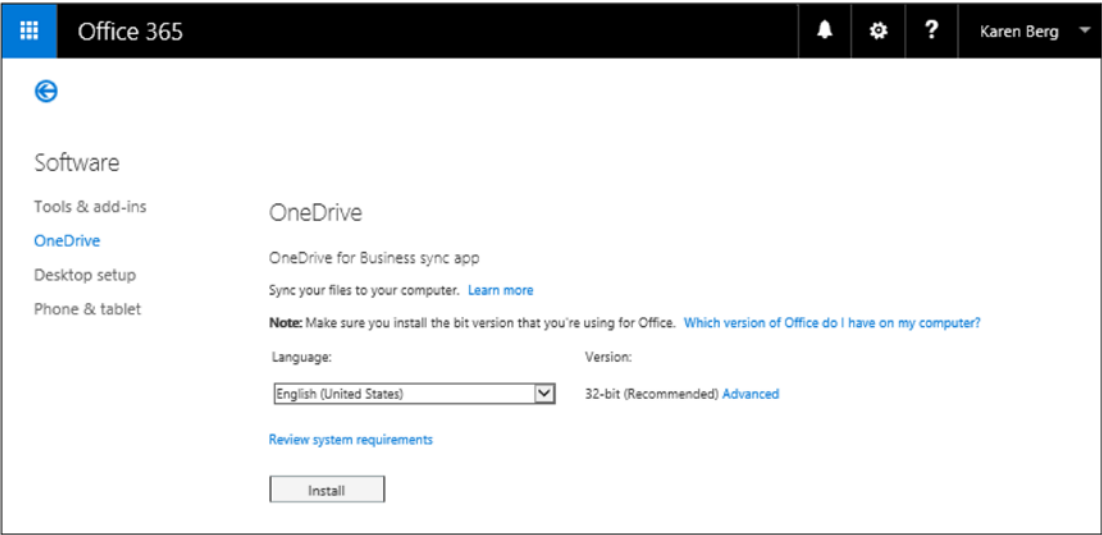 Office 365
?
Karen Berg
Software
Tools & add-ins
OneDrive
Desktop setup
Phone & tablet
OneDrive
OneDrive for Business sync app
Sync your files to your computer. Learn more
Note: Make sure you install the bit version that you're using for Office. Which version of Office do I have on my computer?
Language: Version:
English (United States) 32-bit (Recommended) Advanced
Review system requirements
Install